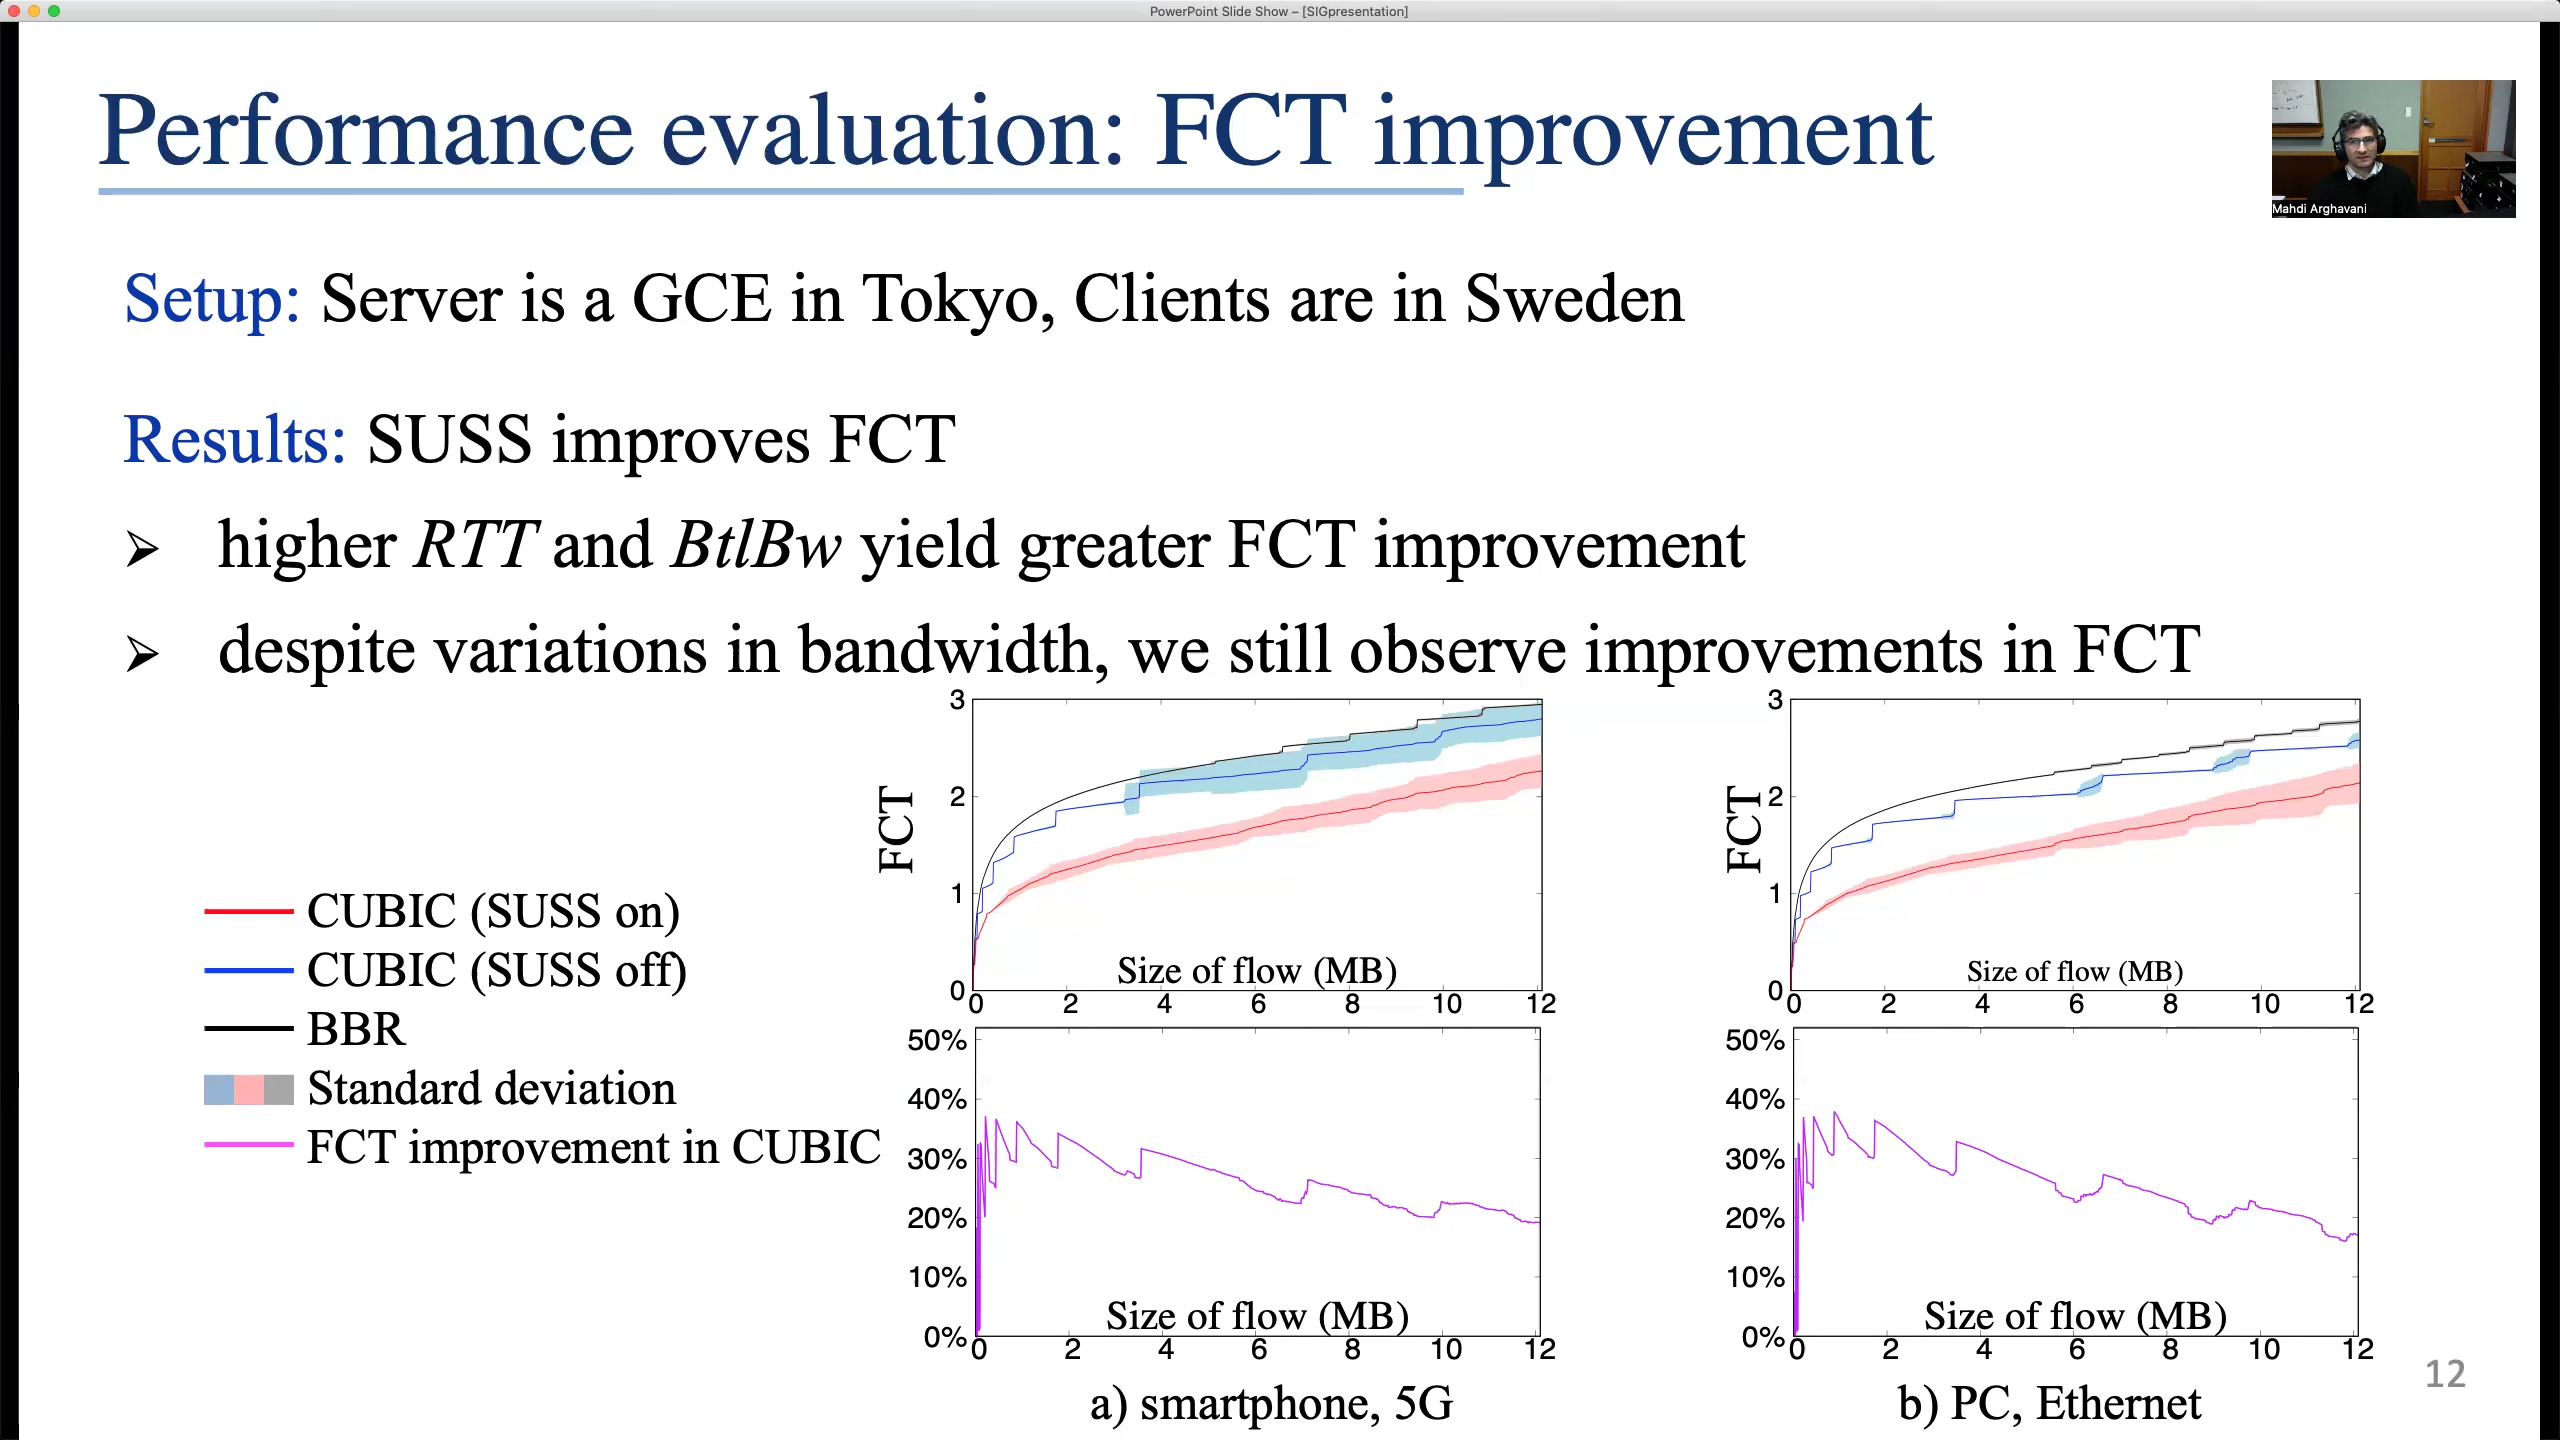 PowerPoint Slide Show – [SIGpresentation]
Performance evaluation: FCT improvement
Mahdi Arghavani
Setup: Server is a GCE in Tokyo, Clients are in Sweden
Results: SUSS improves FCT
➢ higher RTT and BtlBw yield greater FCT improvement
➢ despite variations in bandwidth, we still observe improvements in FCT
CUBIC (SUSS on)
CUBIC (SUSS off)
BBR
Standard deviation
FCT improvement in CUBIC
3
2
1
0
FCT
Size of flow (MB)
0 2 4 6 8 10 12
50%
40%
30%
20%
10%
0%
Size of flow (MB)
0 2 4 6 8 10 12
a) smartphone, 5G
3
2
1
0
FCT
Size of flow (MB)
0 2 4 6 8 10 12
50%
40%
30%
20%
10%
0%
Size of flow (MB)
0 2 4 6 8 10 12
b) PC, Ethernet
12